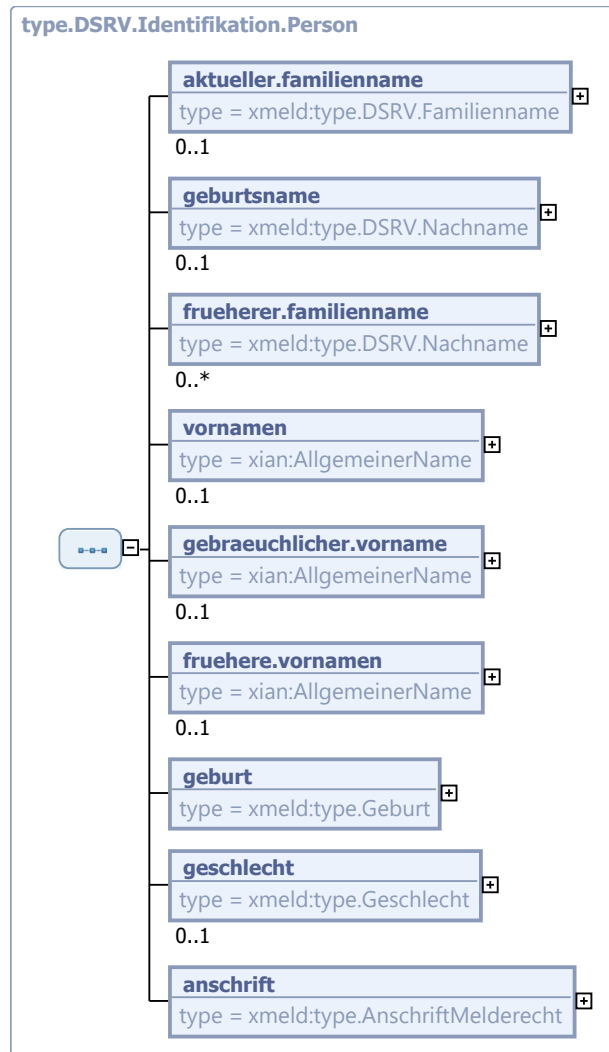 type.DSRV.Identifikation.Person
aktueller.familienname
type = xmeld:type.DSRV.Familienname
0..1
geburtsname
type = xmeld:type.DSRV.Nachname
0..1
frueherer.familienname
type = xmeld:type.DSRV.Nachname
0..*
vornamen
type = xian:AllgemeinerName
0..1
gebraeuchlicher.vorname
type = xian:AllgemeinerName
0..1
fruehere.vornamen
type = xian:AllgemeinerName
0..1
geburt
type = xmeld:type.Geburt
geschlecht
type = xmeld:type.Geschlecht
0..1
anschrift
type = xmeld:type.AnschriftMelderecht